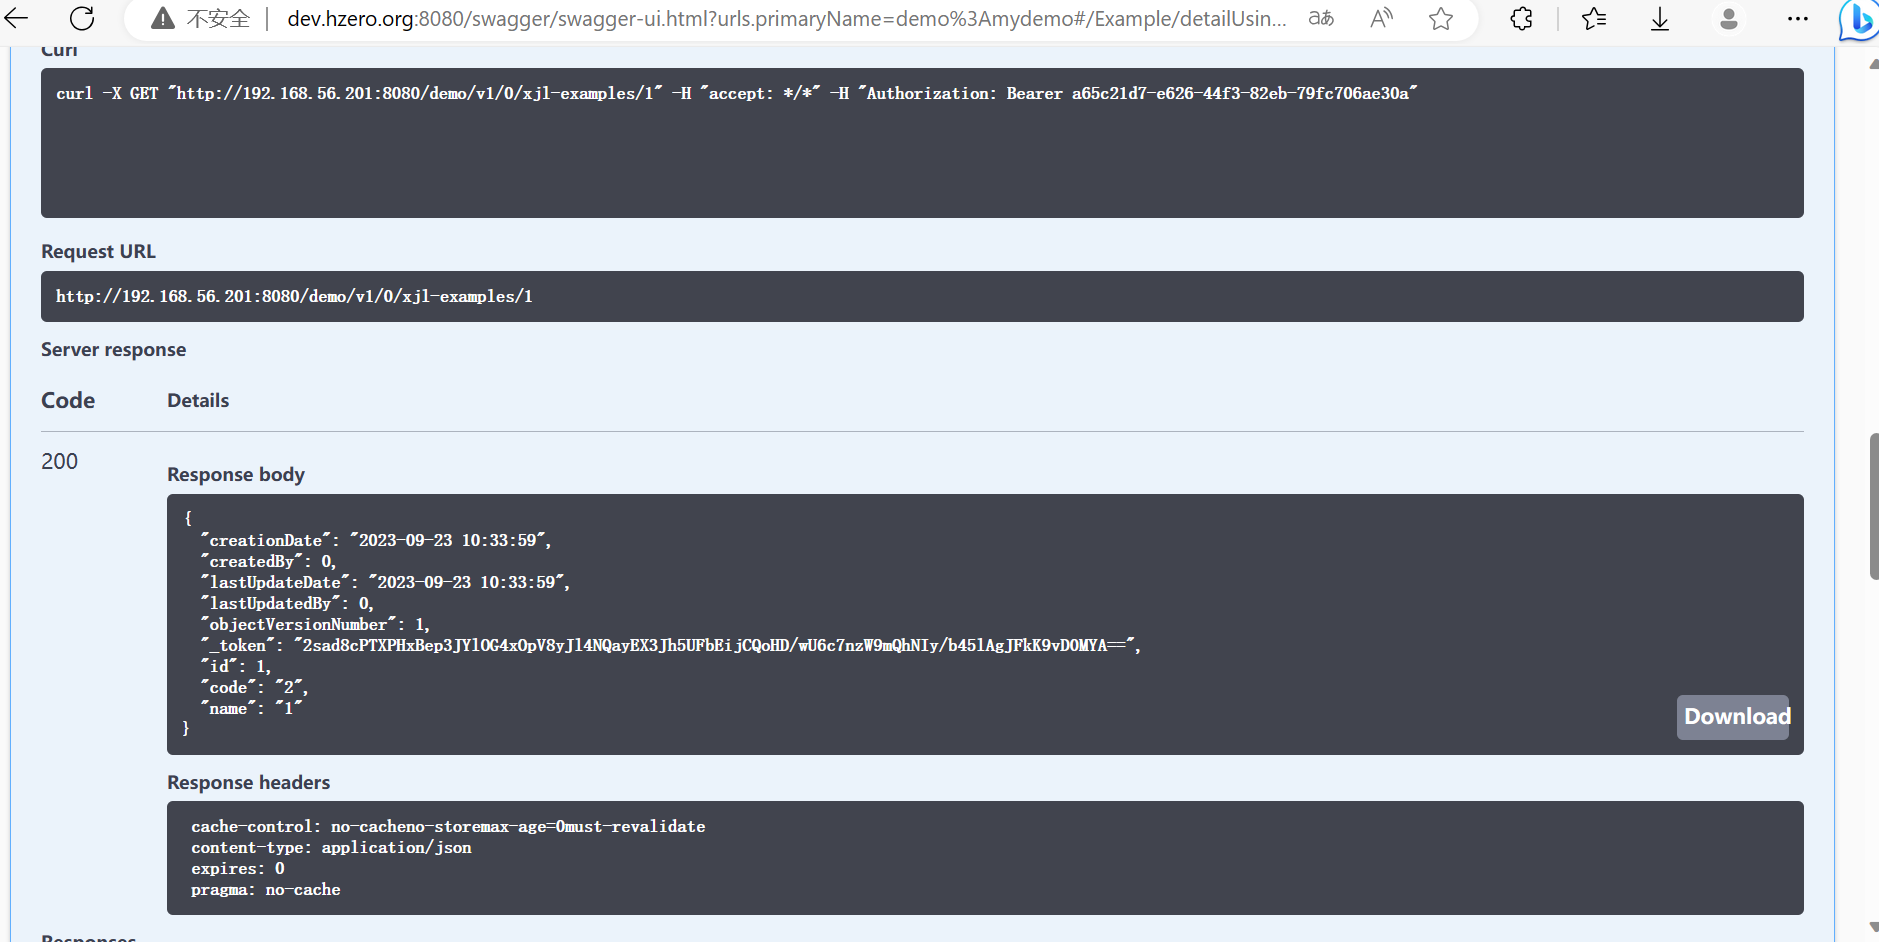 不安全 dev.hzero.org:8080/swagger/swagger-ui.html?urls.primaryName=demo%3Amydemo#/Example/detailUsin... aあ A
Curl
curl -X GET "http://192.168.56.201:8080/demo/v1/0/xjl-examples/1" -H "accept: */*" -H "Authorization: Bearer a65c21d7-e626-44f3-82eb-79fc706ae30a"
Request URL
http://192.168.56.201:8080/demo/v1/0/xjl-examples/1
Server response
Code Details
200
Response body
{
"creationDate": "2023-09-23 10:33:59",
"createdBy": 0,
"lastUpdateDate": "2023-09-23 10:33:59",
"lastUpdatedBy": 0,
"objectVersionNumber": 1,
"_token": "2sad8cPTXPHxBep3JYlOG4xOpV8yJl4NQayEX3Jh5UFbEijCQoHD/wU6c7nzW9mQhNIy/b45lAgJFkK9vD0MYA==",
"id": 1,
"code": "2",
"name": "1"
}
Download
Response headers
cache-control: no-cacheno-storemax-age=0must-revalidate
content-type: application/json
expires: 0
pragma: no-cache
Responses